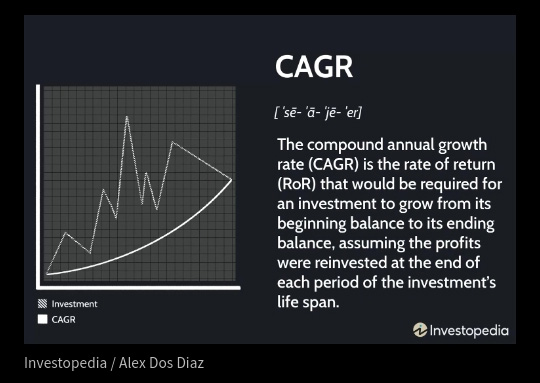 CAGR
[ ˈsē- ˈā- ˈjē- ˈer]
The compound annual growth
rate (CAGR) is the rate of return
(RoR) that would be required for
an investment to grow from its
beginning balance to its ending
balance, assuming the profits
were reinvested at the end of
each period of the investment's
life span.
Investment
CAGR
Investopedia
Investopedia / Alex Dos Diaz